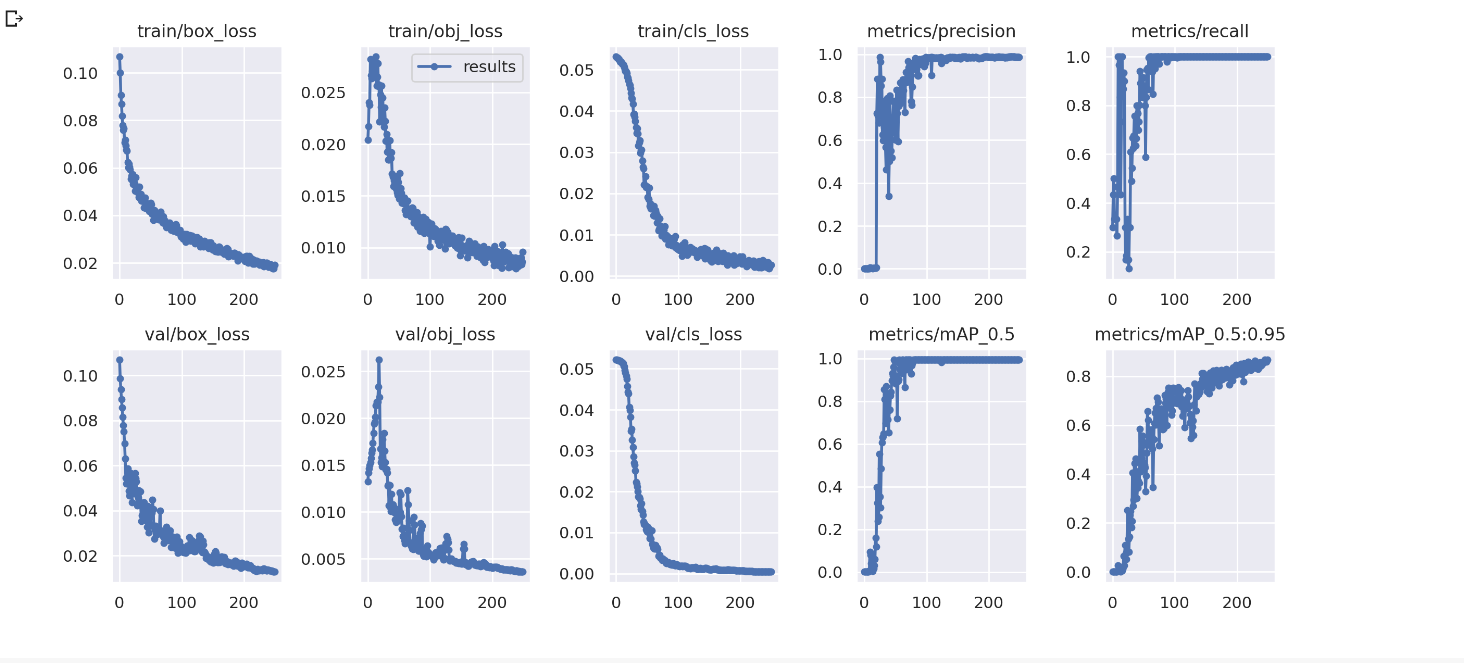 train/box_loss train/obj_loss train/cls_loss metrics/precision metrics/recall
results
0.10 0.08 0.06 0.04 0.02
0.025 0.020 0.015 0.010
0.05 0.04 0.03 0.02 0.01 0.00
1.0 0.8 0.6 0.4 0.2 0.0
1.0 0.8 0.6 0.4 0.2
0 100 200 0 100 200 0 100 200 0 100 200 0 100 200
val/box_loss val/obj_loss val/cls_loss metrics/mAP_0.5 metrics/mAP_0.5:0.95
0.10 0.08 0.06 0.04 0.02
0.025 0.020 0.015 0.010 0.005
0.05 0.04 0.03 0.02 0.01 0.00
1.0 0.8 0.6 0.4 0.2 0.0
0.8 0.6 0.4 0.2 0.0
0 100 200 0 100 200 0 100 200 0 100 200 0 100 200